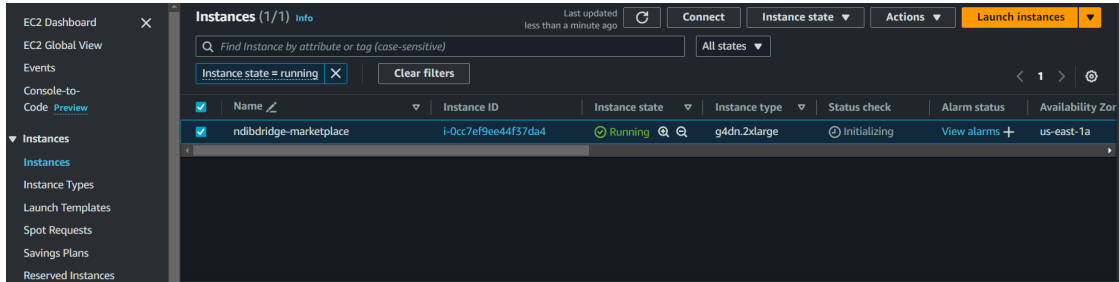 EC2 Dashboard
EC2 Global View
Events
Console-to-
Code Preview
Instances
Instances
Instance Types
Launch Templates
Spot Requests
Savings Plans
Reserved Instances
Instances (1/1) Info
Last updated
less than a minute ago
Connect
Instance state
Actions
Launch instances
Find Instance by attribute or tag (case-sensitive)
All states
Instance state = running
Clear filters
1
Name Instance ID Instance state Instance type Status check Alarm status Availability Zor
ndibdridge-marketplace i-0cc7ef9ee44f37da4 Running g4dn.2xlarge Initializing View alarms + us-east-1a